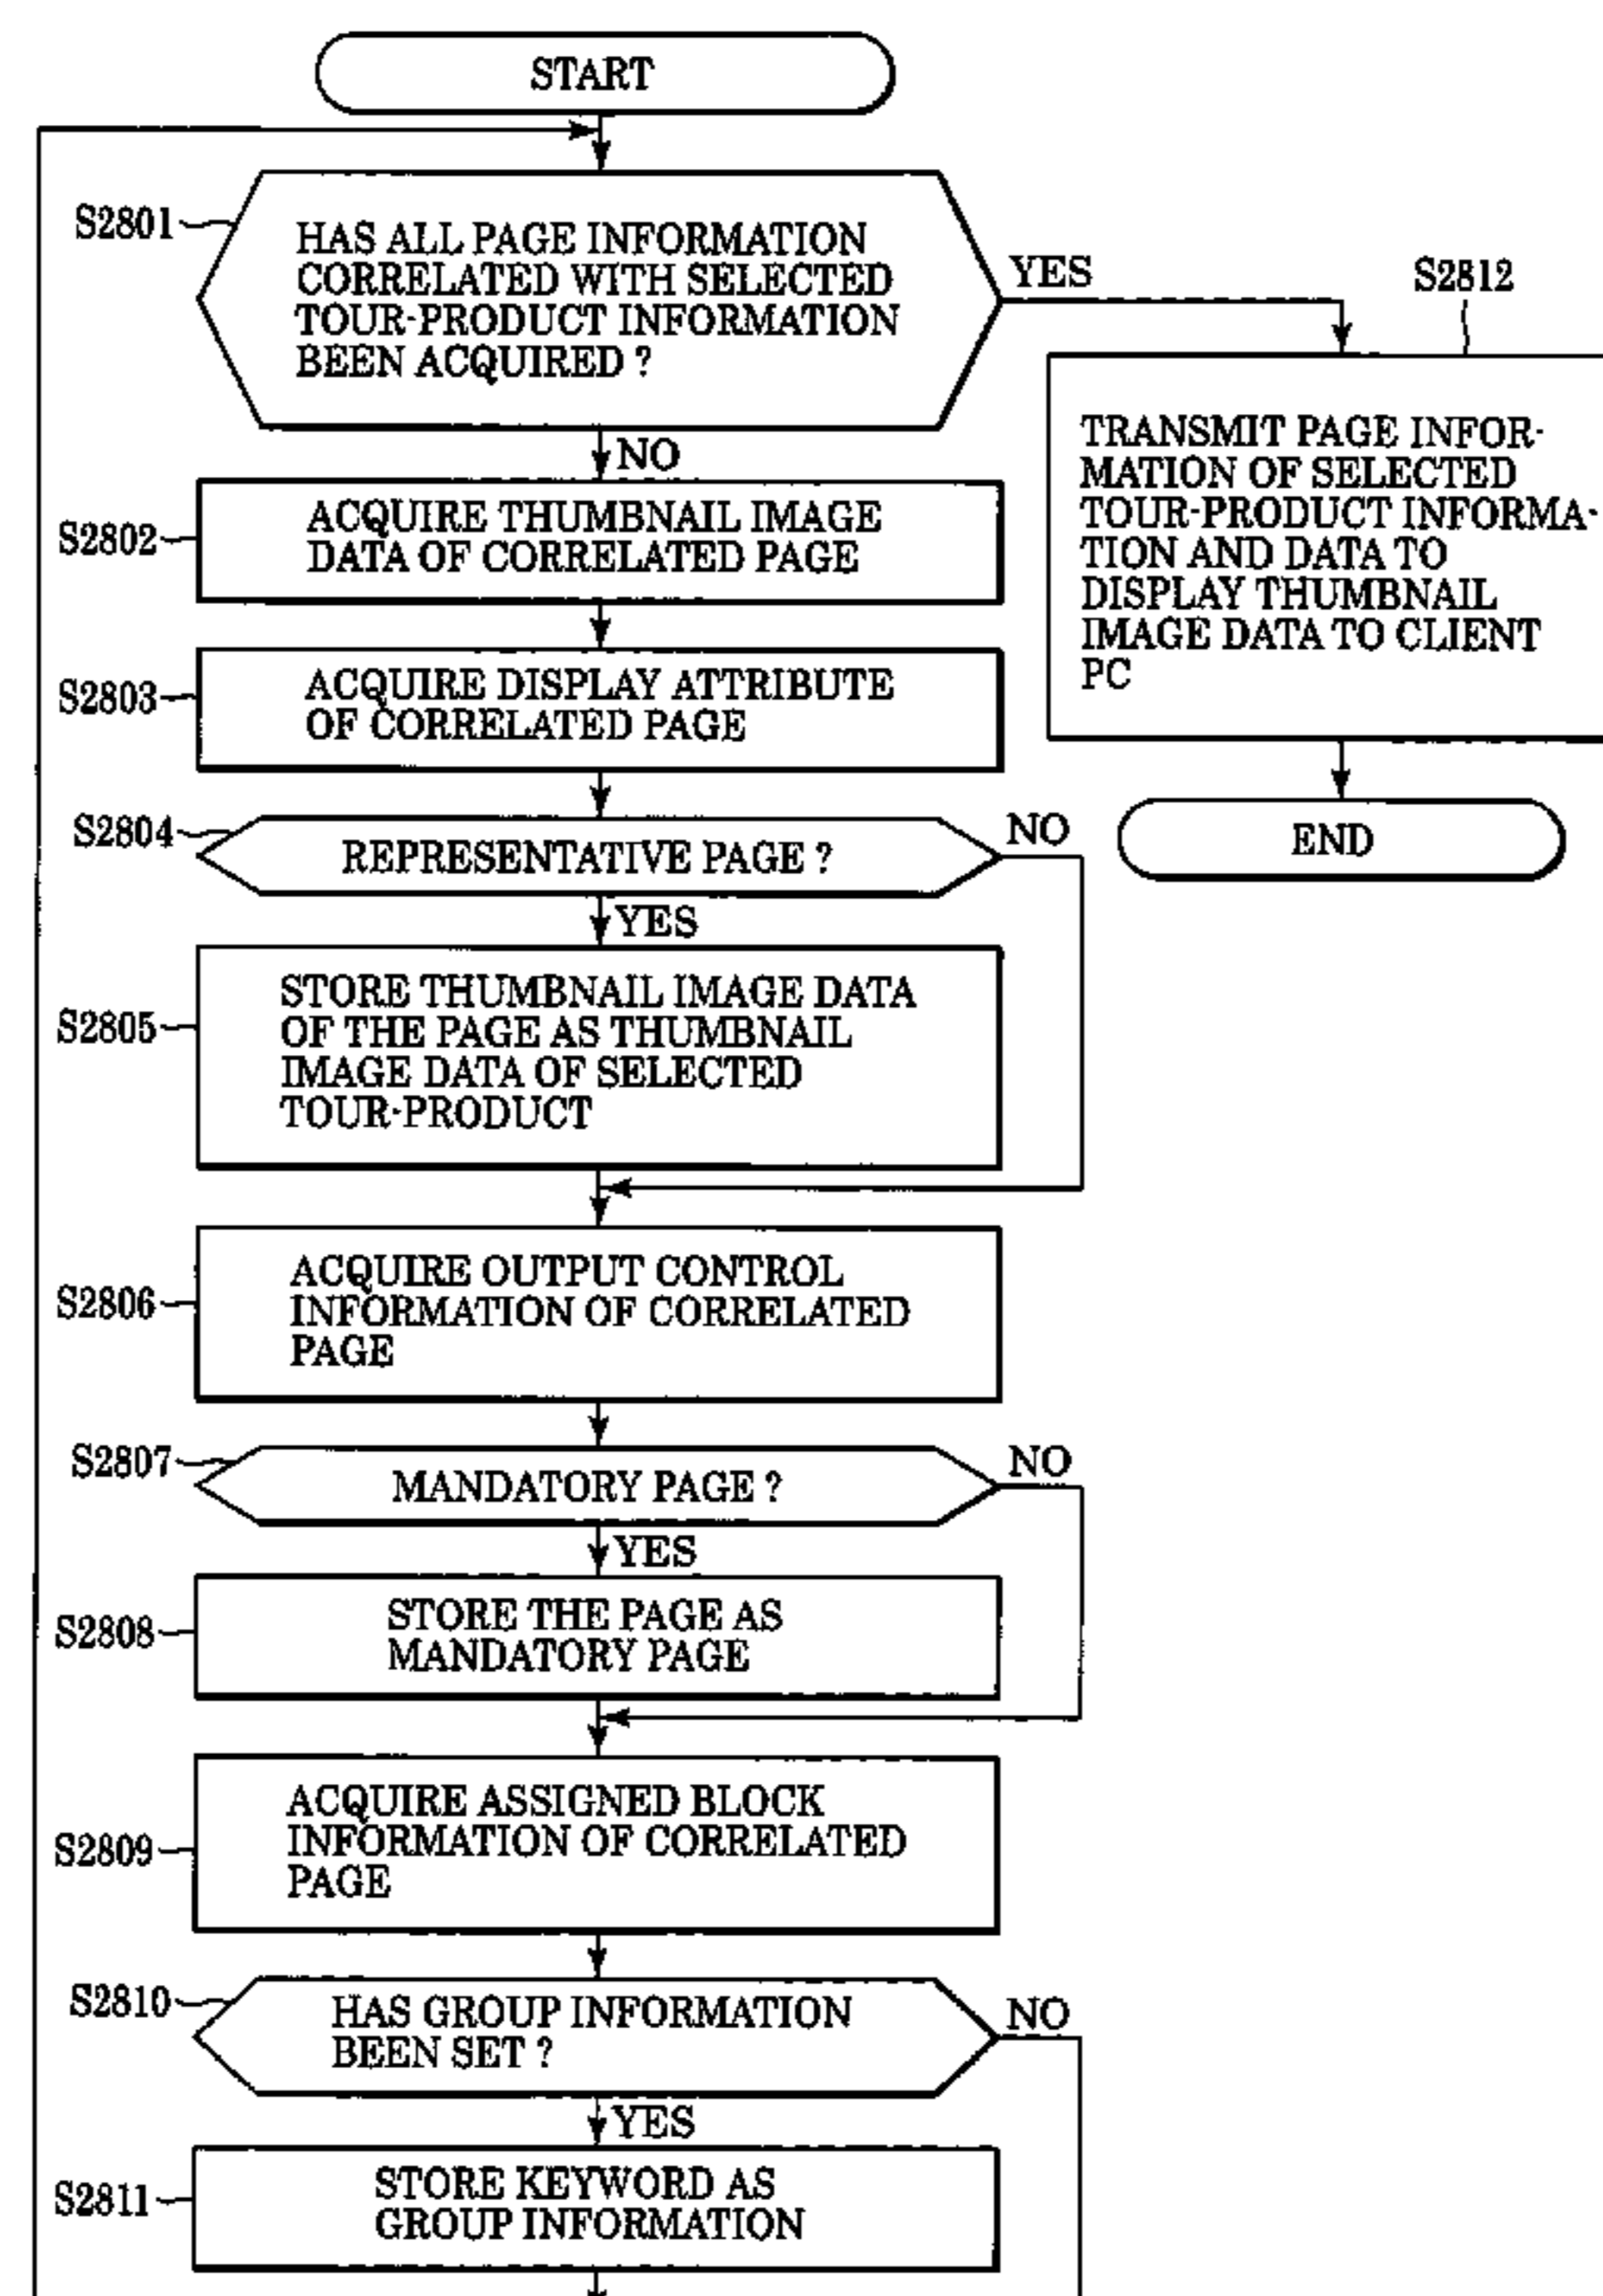 START
S2801
HAS ALL PAGE INFORMATION
CORRELATED WITH SELECTED
TOUR-PRODUCT INFORMATION
BEEN ACQUIRED ?
YES
NO
S2812
TRANSMIT PAGE INFOR-
MATION OF SELECTED
TOUR-PRODUCT INFORMA-
TION AND DATA TO
DISPLAY THUMBNAIL
IMAGE DATA TO CLIENT
PC
END
S2802
ACQUIRE THUMBNAIL IMAGE
DATA OF CORRELATED PAGE
S2803
ACQUIRE DISPLAY ATTRIBUTE
OF CORRELATED PAGE
S2804
REPRESENTATIVE PAGE ?
NO
YES
S2805
STORE THUMBNAIL IMAGE DATA
OF THE PAGE AS THUMBNAIL
IMAGE DATA OF SELECTED
TOUR-PRODUCT
S2806
ACQUIRE OUTPUT CONTROL
INFORMATION OF CORRELATED
PAGE
S2807
MANDATORY PAGE ?
NO
YES
S2808
STORE THE PAGE AS
MANDATORY PAGE
S2809
ACQUIRE ASSIGNED BLOCK
INFORMATION OF CORRELATED
PAGE
S2810
HAS GROUP INFORMATION
BEEN SET ?
NO
YES
S2811
STORE KEYWORD AS
GROUP INFORMATION